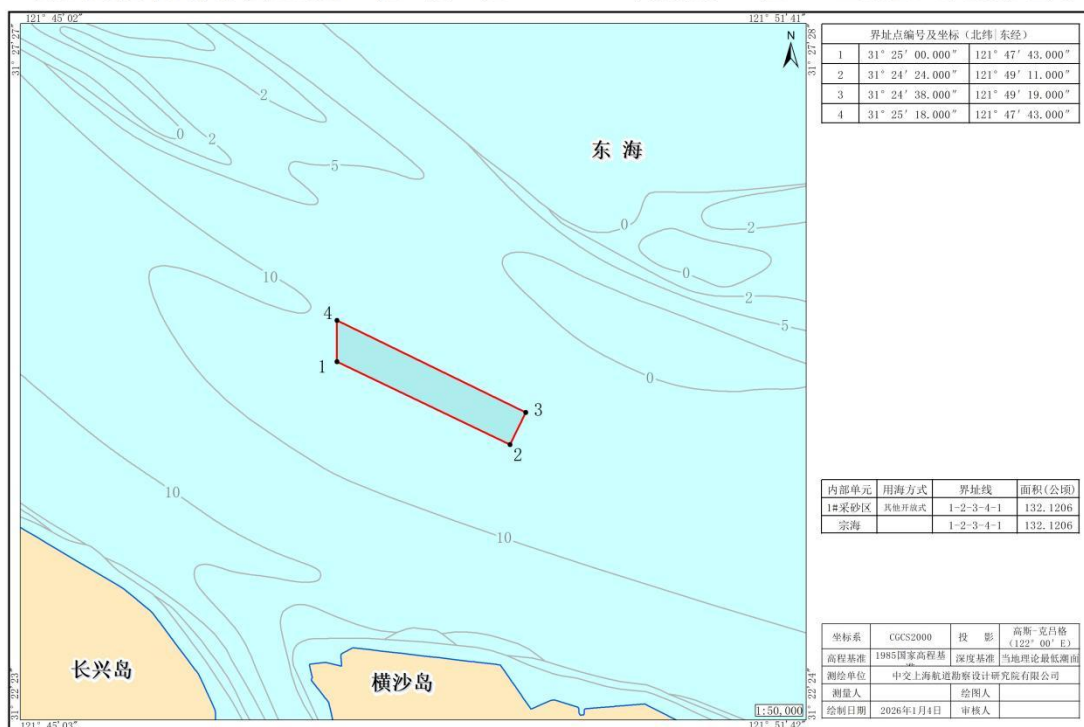 121° 45′ 02″
121° 51′ 41″
31° 27′ 27″
31° 27′ 28″
N
界址点编号及坐标（北纬|东经）
1 31° 25′ 00.000″ 121° 47′ 43.000″
2 31° 24′ 24.000″ 121° 49′ 11.000″
3 31° 24′ 38.000″ 121° 49′ 19.000″
4 31° 25′ 18.000″ 121° 47′ 43.000″
2
0
2
5
东 海
0
2
0
2
5
0
10
4
1
3
2
10
10
内部单元 用海方式 界址线 面积(公顷)
1#采砂区 其他开放式 1-2-3-4-1 132.1206
宗海 1-2-3-4-1 132.1206
长兴岛
横沙岛
坐标系 CGCS2000 投 影 高斯-克吕格
(122° 00′ E)
高程基准 1985国家高程基 深度基准 当地理论最低潮面
测绘单位 中交上海航道勘察设计研究院有限公司
测量人 绘图人
绘制日期 2026年1月4日 审核人
1:50,000
31° 22′ 23″
31° 22′ 24″
121° 45′ 03″
121° 51′ 42″